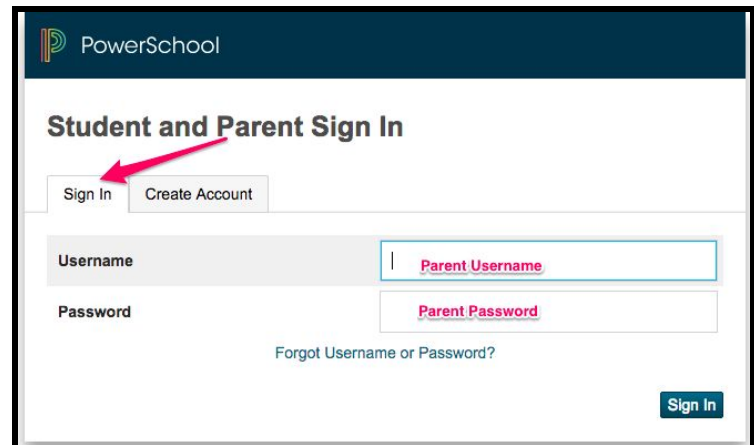 PowerSchool
Student and Parent Sign In
Sign In Create Account
Username Parent Username
Password Parent Password
Forgot Username or Password?
Sign In